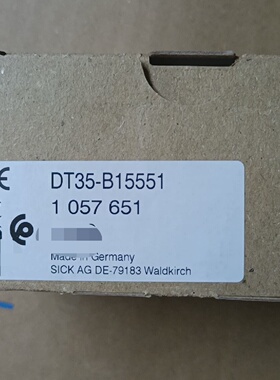 DT35-B15551
1 057 651
Made in Germany
SICK AG DE-79183 Waldkirch